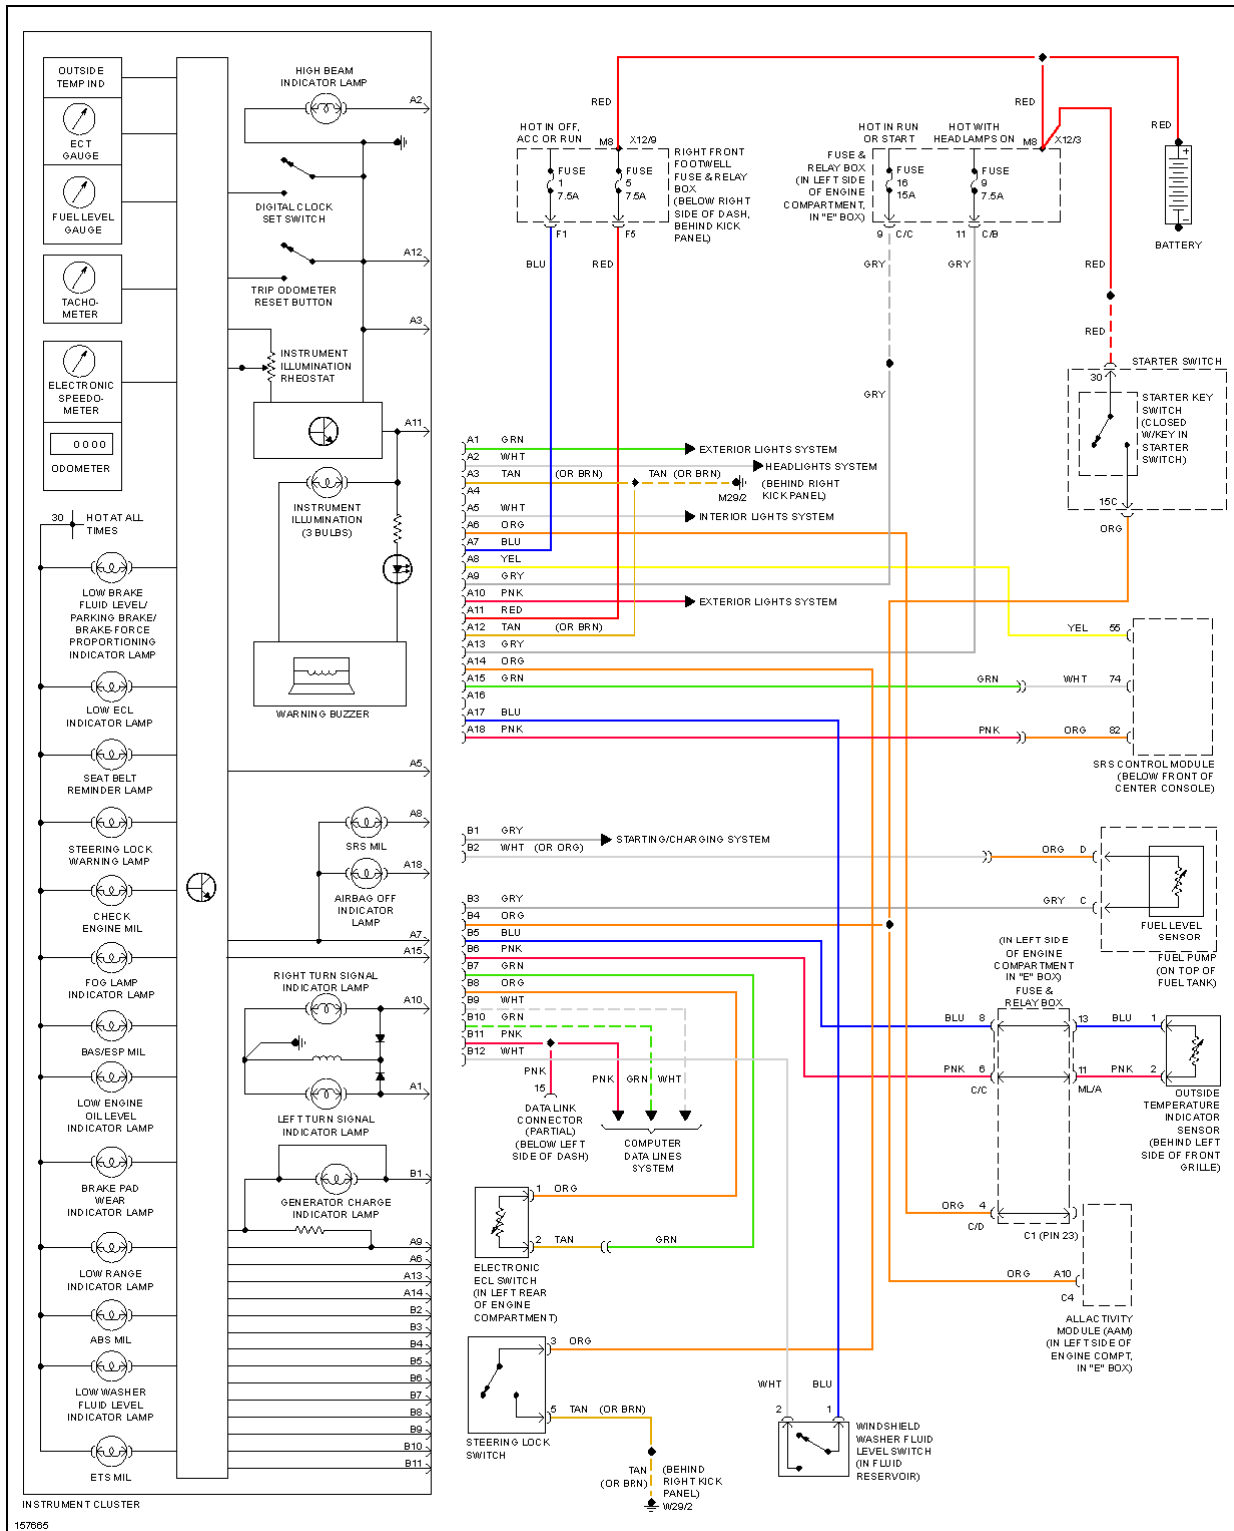 OUTSIDE
TEMP IND
ECT
GAUGE
FUEL LEVEL
GAUGE
TACHO-
METER
ELECTRONIC
SPEEDO-
METER
0000
ODOMETER
30
HOT AT ALL
TIMES
LOW BRAKE
FLUID LEVEL/
PARKING BRAKE/
BRAKE-FORCE
PROPORTIONING
INDICATOR LAMP
LOW ECL
INDICATOR LAMP
SEAT BELT
REMINDER LAMP
STEERING LOCK
WARNING LAMP
CHECK
ENGINE MIL
FOG LAMP
INDICATOR LAMP
BAS/ESP MIL
LOW ENGINE
OIL LEVEL
INDICATOR LAMP
BRAKE PAD
WEAR
INDICATOR LAMP
LOW RANGE
INDICATOR LAMP
ABS MIL
LOW WASHER
FLUID LEVEL
INDICATOR LAMP
ETS MIL
INSTRUMENT CLUSTER
157665
HIGH BEAM
INDICATOR LAMP
A2
DIGITAL CLOCK
SET SWITCH
A12
TRIP ODOMETER
RESET BUTTON
A3
INSTRUMENT
ILLUMINATION
RHEOSTAT
A11
INSTRUMENT
ILLUMINATION
(3 BULBS)
WARNING BUZZER
A5
A8
SRS MIL
A18
AIRBAG OFF
INDICATOR
LAMP
A7
A15
RIGHT TURN SIGNAL
INDICATOR LAMP
A10
A1
LEFT TURN SIGNAL
INDICATOR LAMP
B1
GENERATOR CHARGE
INDICATOR LAMP
A9
A6
A13
A14
B2
B3
B4
B5
B6
B7
B8
B9
B10
B11
RED
RED
RED
HOT IN OFF,
ACC OR RUN
M8 X12/9
FUSE
1
7.5A
FUSE
5
7.5A
F1
F5
RIGHT FRONT
FOOTWELL
FUSE & RELAY
BOX
(BELOW RIGHT
SIDE OF DASH,
BEHIND KICK
PANEL)
BLU
RED
HOT IN RUN
OR START
HOT WITH
HEADLAMPS ON
M8 X12/3
FUSE &
RELAY BOX
(IN LEFT SIDE
OF ENGINE
COMPARTMENT,
IN "E" BOX)
FUSE
16
15A
FUSE
9
7.5A
9 C/C
11 C/B
GRY
GRY
GRY
BATTERY
RED
RED
STARTER SWITCH
30
STARTER KEY
SWITCH
(CLOSED
W/KEY IN
STARTER
SWITCH)
15C
ORG
A1 GRN
EXTERIOR LIGHTS SYSTEM
A2 WHT
HEADLIGHTS SYSTEM
A3 TAN (OR BRN) TAN (OR BRN)
M29/2
(BEHIND RIGHT
KICK PANEL)
A4
A5 WHT
INTERIOR LIGHTS SYSTEM
A6 ORG
A7 BLU
A8 YEL
A9 GRY
A10 PNK
EXTERIOR LIGHTS SYSTEM
A11 RED
A12 TAN (OR BRN)
A13 GRY
A14 ORG
A15 GRN
A16
A17 BLU
A18 PNK
YEL 55
GRN WHT 74
PNK ORG 82
SRS CONTROL MODULE
(BELOW FRONT OF
CENTER CONSOLE)
B1 GRY
STARTING/CHARGING SYSTEM
B2 WHT (OR ORG)
ORG D
B3 GRY
GRY C
FUEL LEVEL
SENSOR
FUEL PUMP
(ON TOP OF
FUEL TANK)
B4 ORG
B5 BLU
B6 PNK
B7 GRN
B8 ORG
B9 WHT
B10 GRN
B11 PNK
B12 WHT
PNK
15
DATA LINK
CONNECTOR
(PARTIAL)
(BELOW LEFT
SIDE OF DASH)
PNK
GRN
WHT
COMPUTER
DATA LINES
SYSTEM
(IN LEFT SIDE
OF ENGINE
COMPARTMENT
IN "E" BOX)
FUSE &
RELAY BOX
BLU 8
13 BLU 1
PNK 6
11 PNK 2
C/C
ML/A
OUTSIDE
TEMPERATURE
INDICATOR
SENSOR
(BEHIND LEFT
SIDE OF FRONT
GRILLE)
ORG 4
C/D
C1 (PIN 23)
ORG A10
C4
ALL ACTIVITY
MODULE (AAM)
(IN LEFT SIDE OF
ENGINE COMPT,
IN "E" BOX)
1 ORG
2 TAN
GRN
ELECTRONIC
ECL SWITCH
(IN LEFT REAR
OF ENGINE
COMPARTMENT)
3 ORG
5 TAN (OR BRN)
STEERING LOCK
SWITCH
TAN
(OR BRN)
(BEHIND
RIGHT KICK
PANEL)
W29/2
WHT
BLU
2
1
WINDSHIELD
WASHER FLUID
LEVEL SWITCH
(IN FLUID
RESERVOIR)